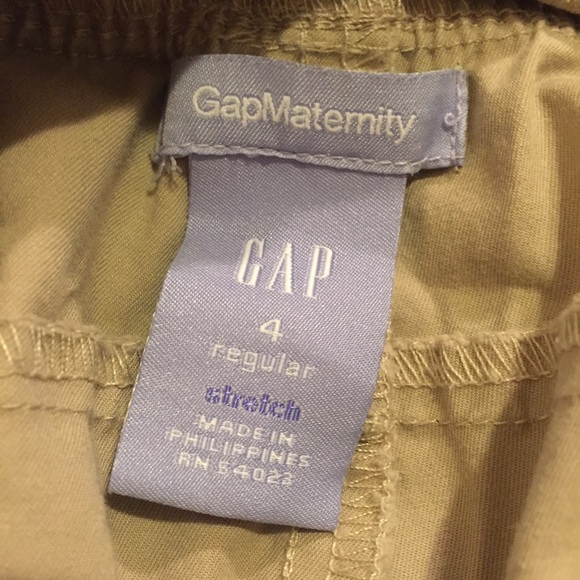 GapMaternity
GAP
4
regular
stretch
MADE IN
PHILIPPINES
RN 54023